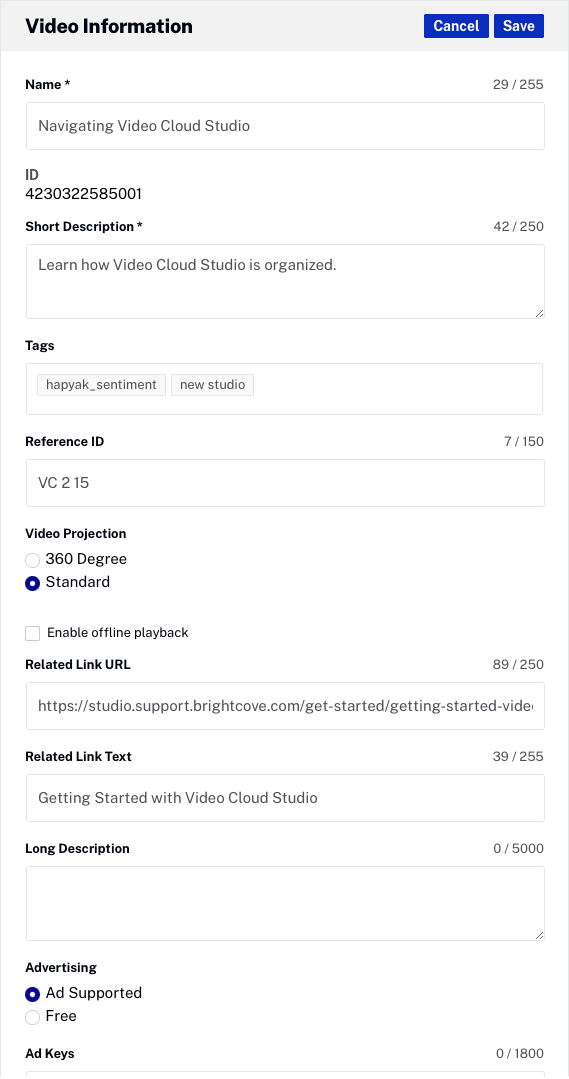 Video Information
Cancel Save
Name * 29 / 255
Navigating Video Cloud Studio
ID
4230322585001
Short Description * 42 / 250
Learn how Video Cloud Studio is organized.
Tags
hapyak_sentiment new studio
Reference ID 7 / 150
VC 2 15
Video Projection
360 Degree
Standard
Enable offline playback
Related Link URL 89 / 250
https://studio.support.brightcove.com/get-started/getting-started-vide
Related Link Text 39 / 255
Getting Started with Video Cloud Studio
Long Description 0 / 5000
Advertising
Ad Supported
Free
Ad Keys 0 / 1800